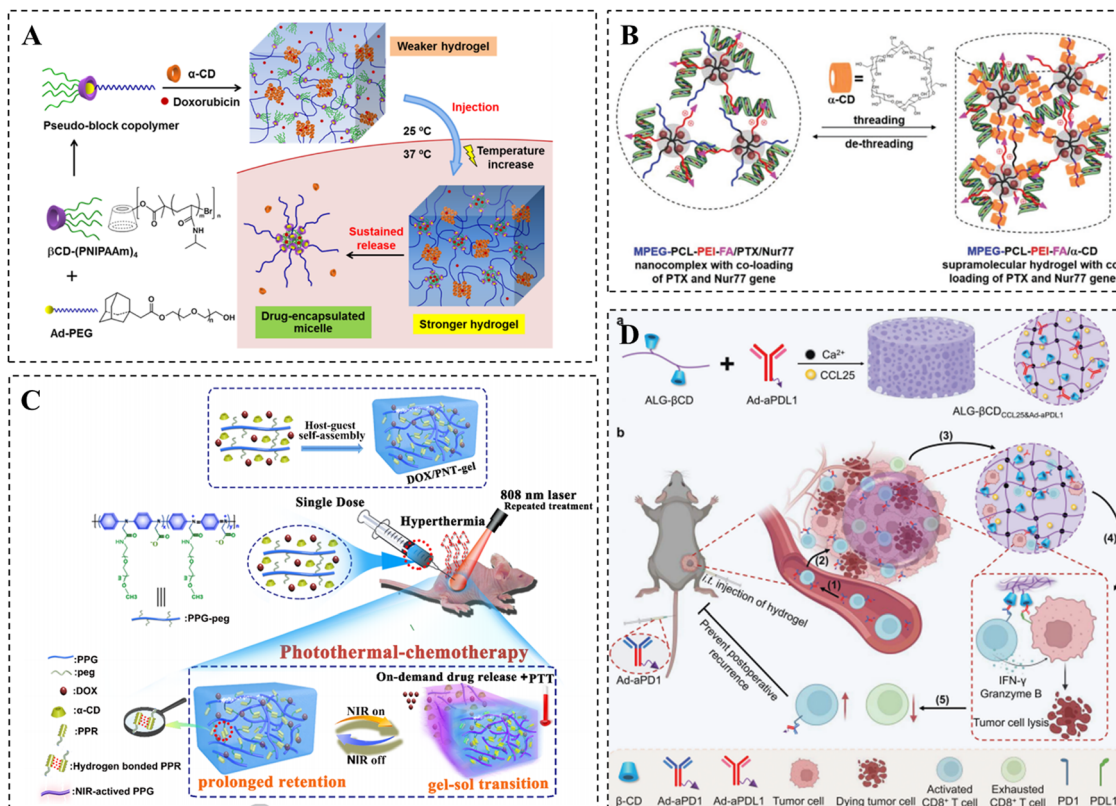 A
α-CD
Doxorubicin
Pseudo-block copolymer
Weaker hydrogel
Injection
25 °C
37 °C
Temperature
increase
βCD-(PNIPAAm)4
+
Ad-PEG
Sustained
release
Drug-encapsulated
micelle
Stronger hydrogel
B
α-CD
threading
de-threading
MPEG-PCL-PEI-FA/PTX/Nur77
nanocomplex with co-loading
of PTX and Nur77 gene
MPEG-PCL-PEI-FA/α-CD
supramolecular hydrogel with co
loading of PTX and Nur77 gene
C
Host-guest
self-assembly
DOX/PNT-gel
Single Dose
Hyperthermia
808 nm laser
Repeated treatment
:PPG-peg
Photothermal-chemotherapy
:PPG
:peg
:DOX
:α-CD
:PPR
:Hydrogen bonded PPR
:NIR-actived PPG
On-demand drug release +PTT
NIR on
NIR off
prolonged retention
gel-sol transition
a
D
ALG-βCD
+
Ad-aPDL1
Ca2+
CCL25
ALG-βCDCCL25&Ad-aPDL1
b
(1)
(2)
(3)
(4)
i.t. injection of hydrogel
Ad-aPD1
Prevent postoperative
recurrence
IFN-γ
Granzyme B
Tumor cell lysis
(5)
β-CD
Ad-aPD1
Ad-aPDL1
Tumor cell
Dying tumor cell
Activated
CD8+ T cell
Exhausted
CD8+ T cell
PD1
PDL